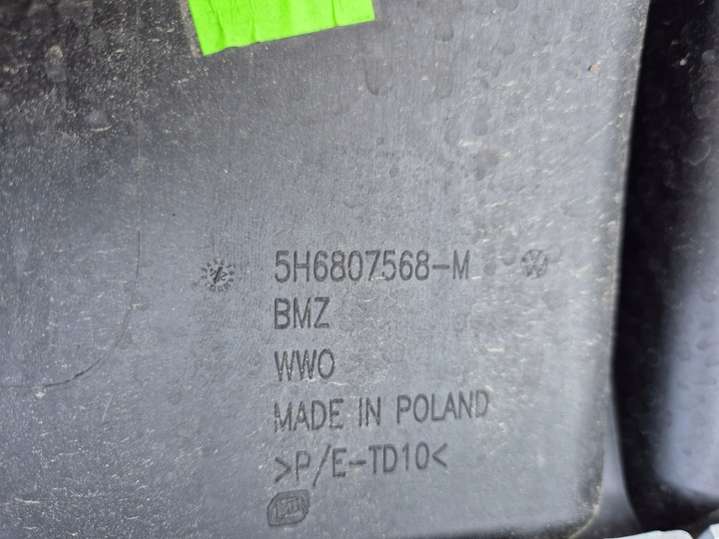 5H6807568-M
BMZ
WWO
MADE IN POLAND
>P/E-TD10<